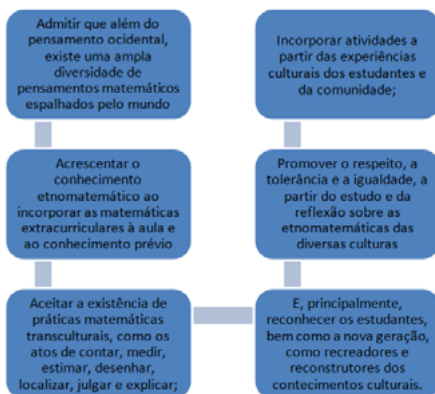 Admitir que além do
pensamento ocidental,
existe uma ampla
diversidade de
pensamentos matemáticos
espalhados pelo mundo
Acrescentar o
conhecimento
etnomatemático ao
incorporar as matemáticas
extracurriculares à aula e
ao conhecimento prévio
Aceitar a existência de
práticas matemáticas
transculturais, como os
atos de contar, medir,
estimar, desenhar,
localizar, julgar e explicar;
E, principalmente,
reconhecer os estudantes,
bem como a nova geração,
como recreadores e
reconstrutores dos
contecimentos culturais.
Promover o respeito, a
tolerância e a igualdade, a
partir do estudo e da
reflexão sobre as
etnomatemáticas das
diversas culturas
Incorporar atividades a
partir das experiências
culturais dos estudantes e
da comunidade;